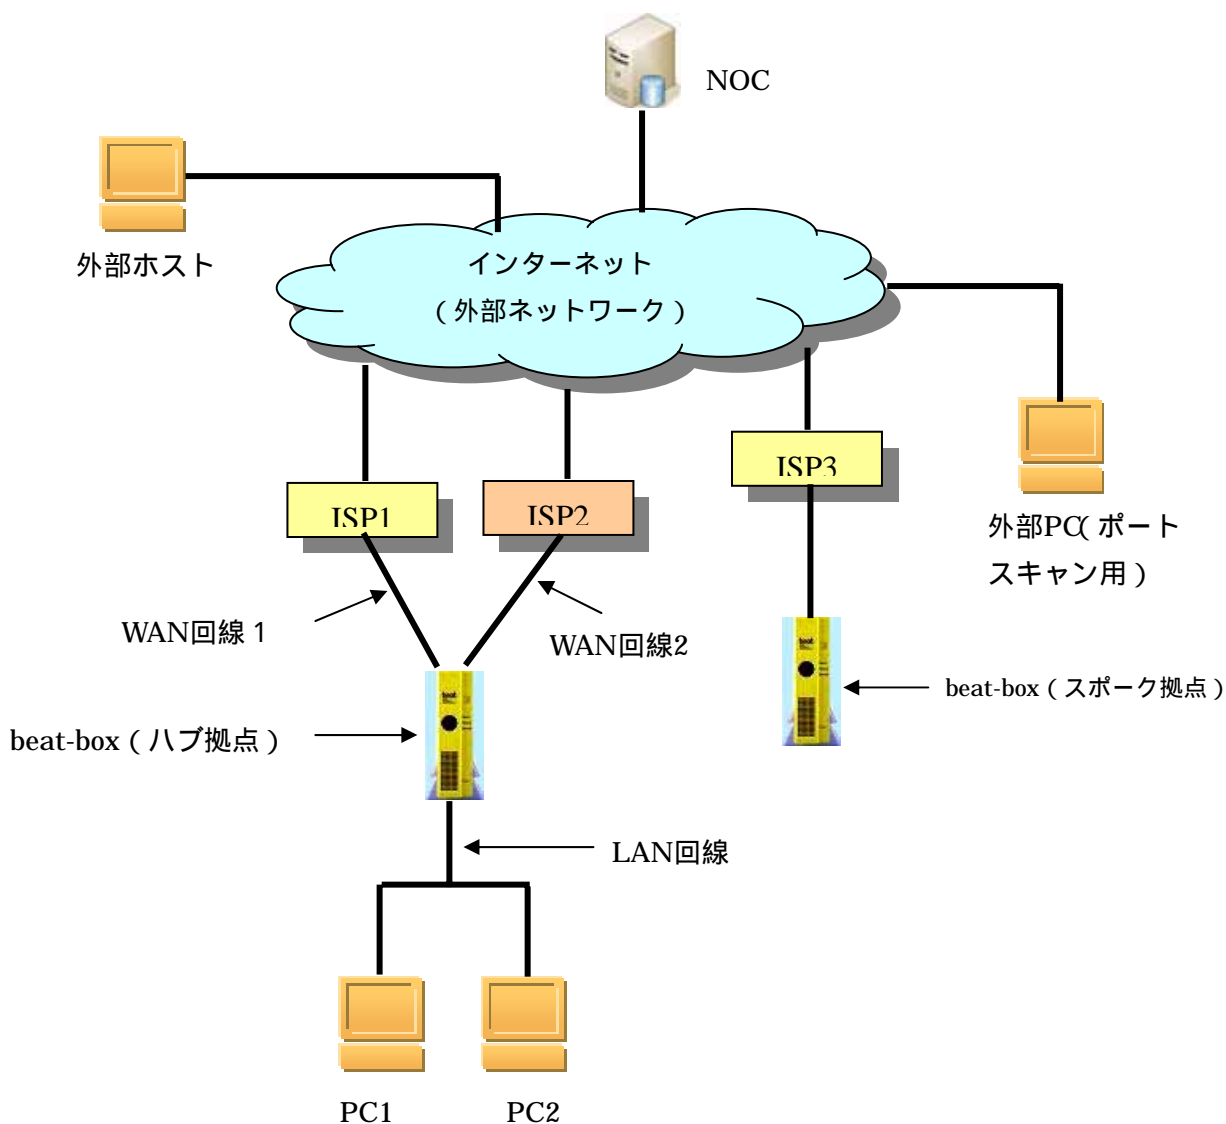 NOC
外部ホスト
インターネット
（外部ネットワーク）
ISP1
ISP2
ISP3
外部PC（ポート
スキャン用）
WAN回線１
WAN回線2
beat-box（スポーク拠点）
beat-box（ハブ拠点）
LAN回線
PC1
PC2